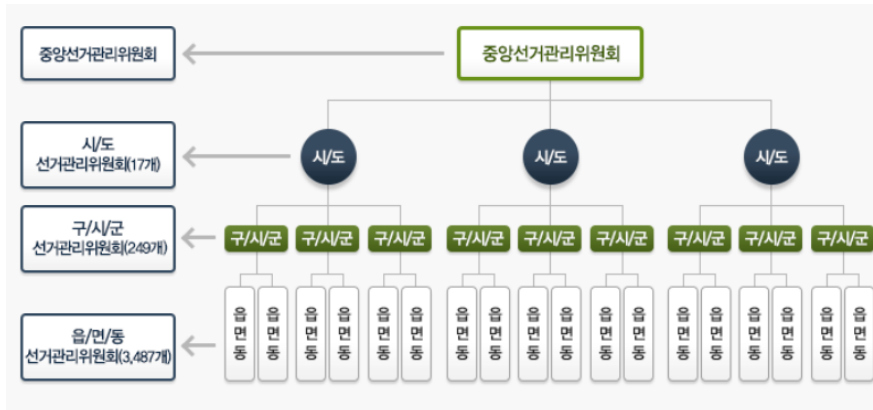 중앙선거관리위원회
중앙선거관리위원회
시/도
선거관리위원회(17개)
시/도 시/도 시/도
구/시/군
선거관리위원회(249개)
구/시/군 구/시/군 구/시/군 구/시/군 구/시/군 구/시/군 구/시/군 구/시/군 구/시/군
읍/면/동
선거관리위원회(3,487개)
읍면동 읍면동 읍면동 읍면동 읍면동 읍면동 읍면동 읍면동 읍면동 읍면동 읍면동 읍면동 읍면동 읍면동 읍면동 읍면동 읍면동 읍면동